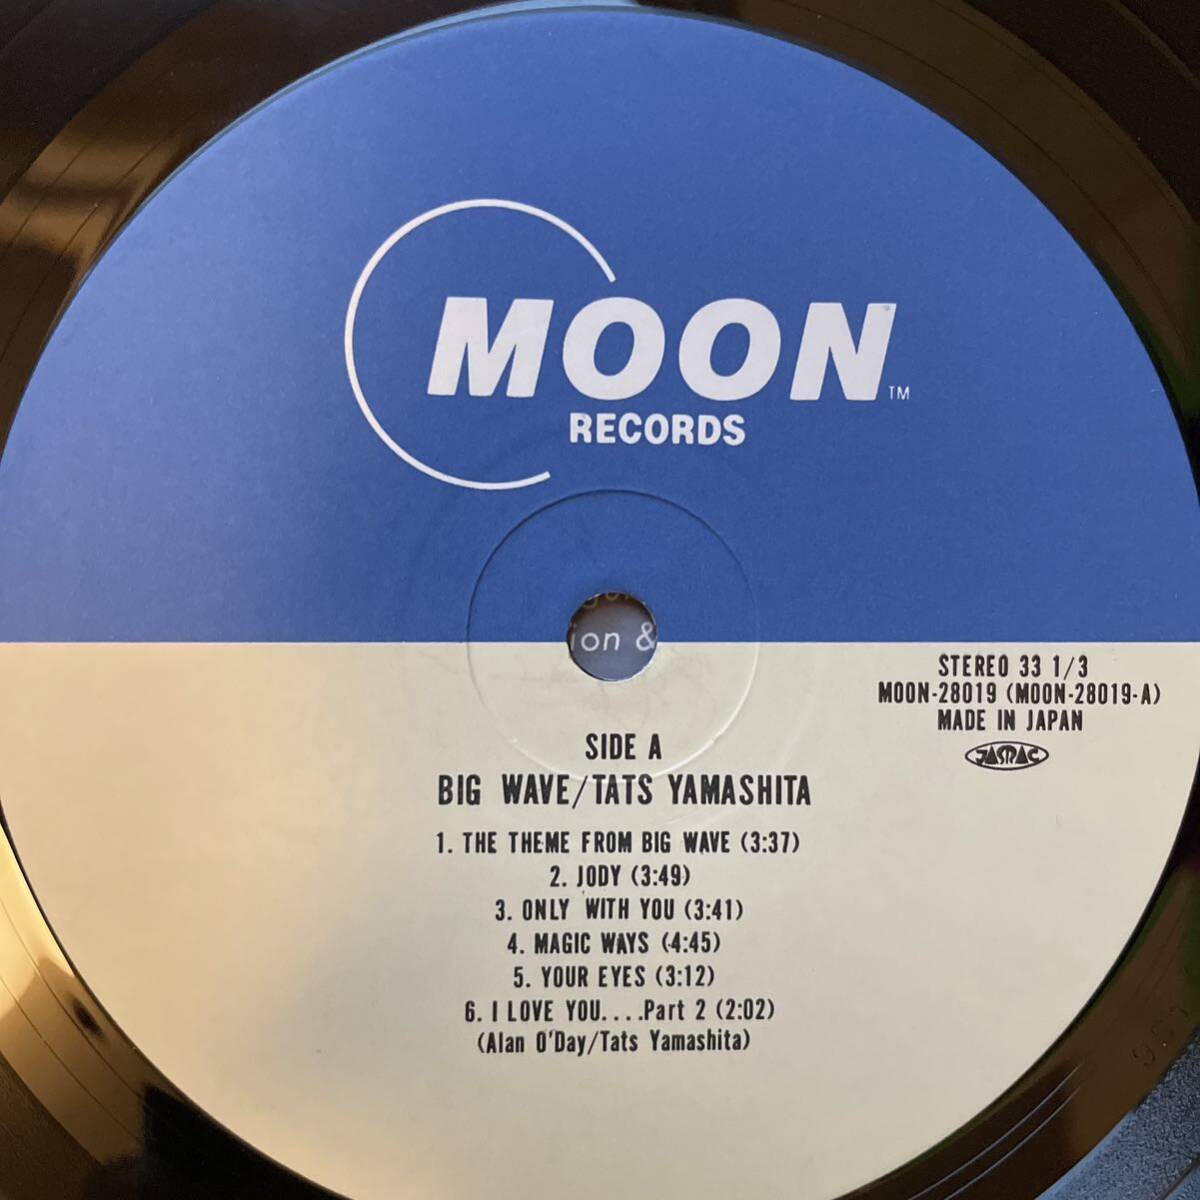 MOON
TM
RECORDS
ion &
STEREO 33 1/3
MOON-28019 (MOON-28019-A)
MADE IN JAPAN
JASRAC
SIDE A
BIG WAVE/TATS YAMASHITA
1. THE THEME FROM BIG WAVE (3:37)
2. JODY (3:49)
3. ONLY WITH YOU (3:41)
4. MAGIC WAYS (4:45)
5. YOUR EYES (3:12)
6. I LOVE YOU....Part 2 (2:02)
(Alan O'Day/Tats Yamashita)